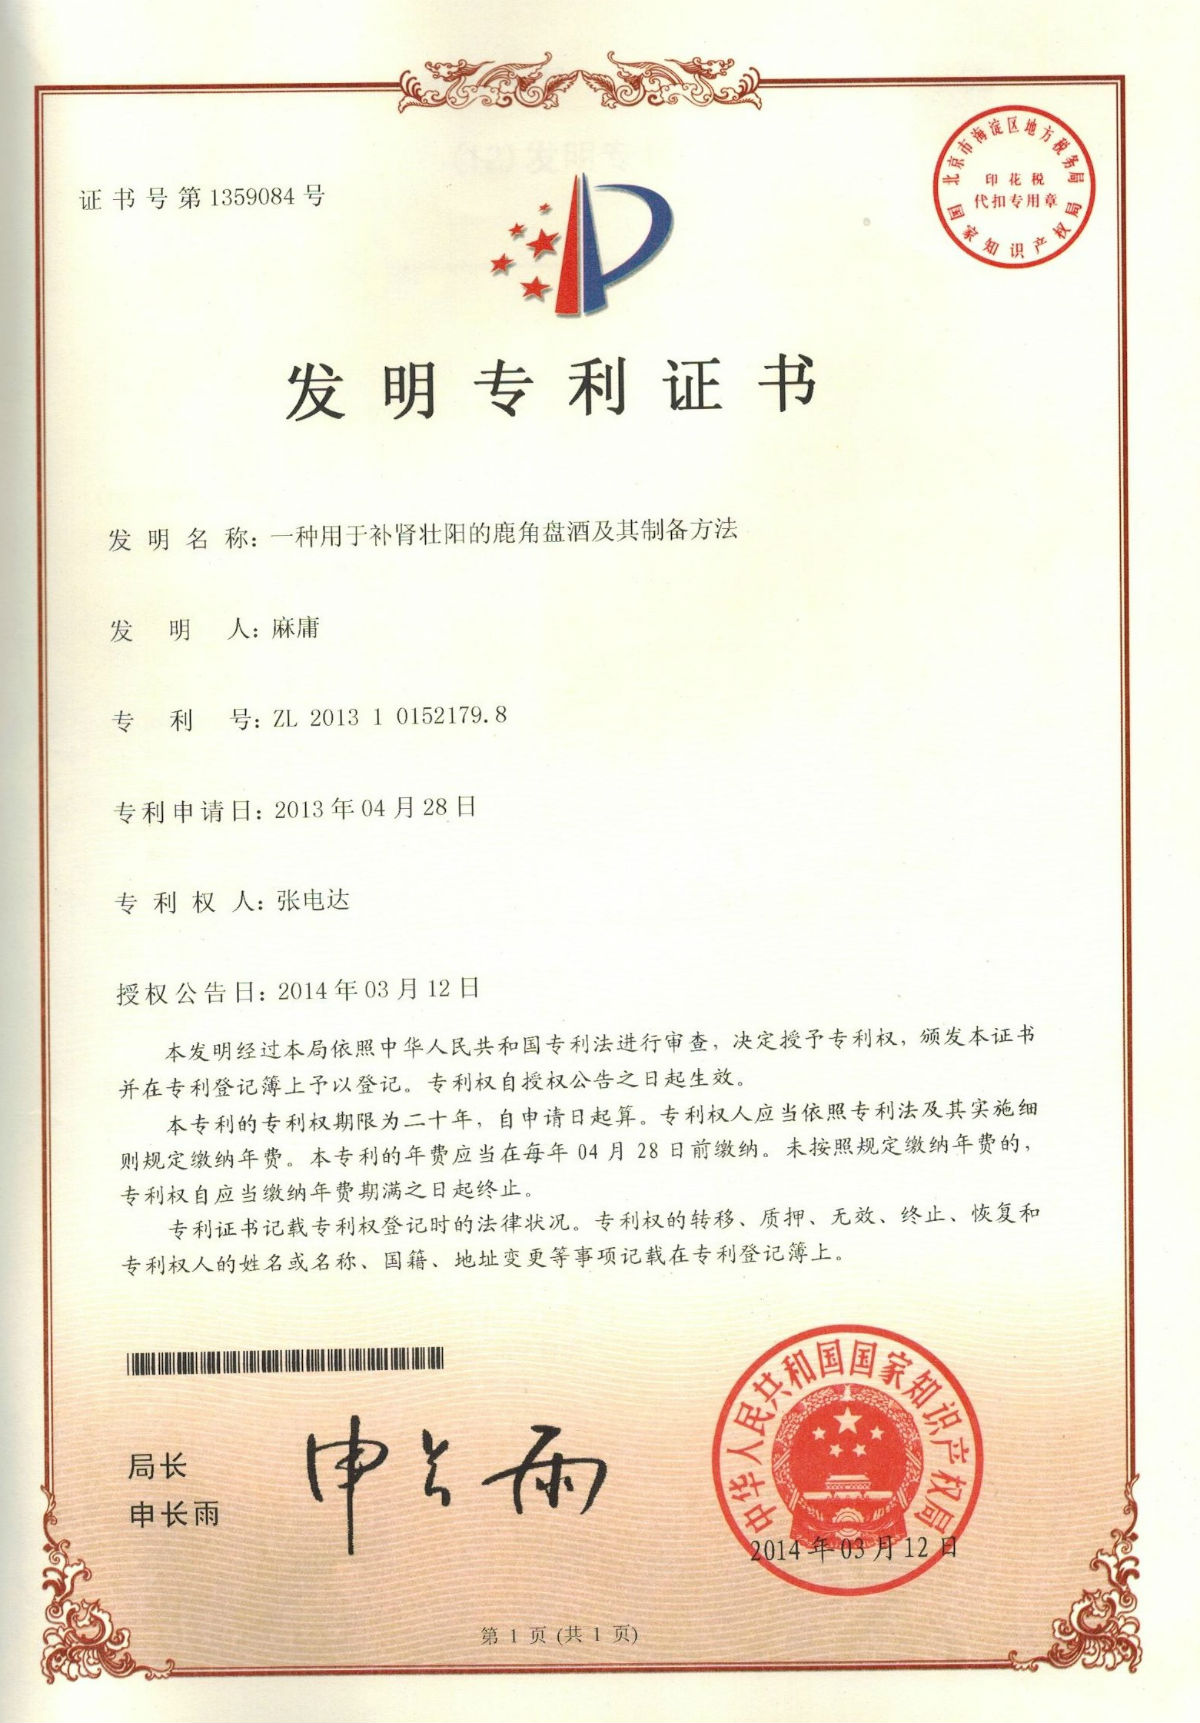 证书号第1359084号
北京市海淀区地方税务局
印花税
代扣专用章
国家知识产权局
发明专利证书
发明名称：一种用于补肾壮阳的鹿角盘酒及其制备方法
发明人：麻庸
专利号：ZL 2013 1 0152179.8
专利申请日：2013年04月28日
专利权人：张电达
授权公告日：2014年03月12日
本发明经过本局依照中华人民共和国专利法进行审查，决定授予专利权，颁发本证书
并在专利登记簿上予以登记。专利权自授权公告之日起生效。
本专利的专利权期限为二十年，自申请日起算。专利权人应当依照专利法及其实施细
则规定缴纳年费。本专利的年费应当在每年04月28日前缴纳。未按照规定缴纳年费的，
专利权自应当缴纳年费期满之日起终止。
专利证书记载专利权登记时的法律状况。专利权的转移、质押、无效、终止、恢复和
专利权人的姓名或名称、国籍、地址变更等事项记载在专利登记簿上。
局长
申长雨
申长雨
中华人民共和国国家知识产权局
2014年03月12日
第1页(共1页)